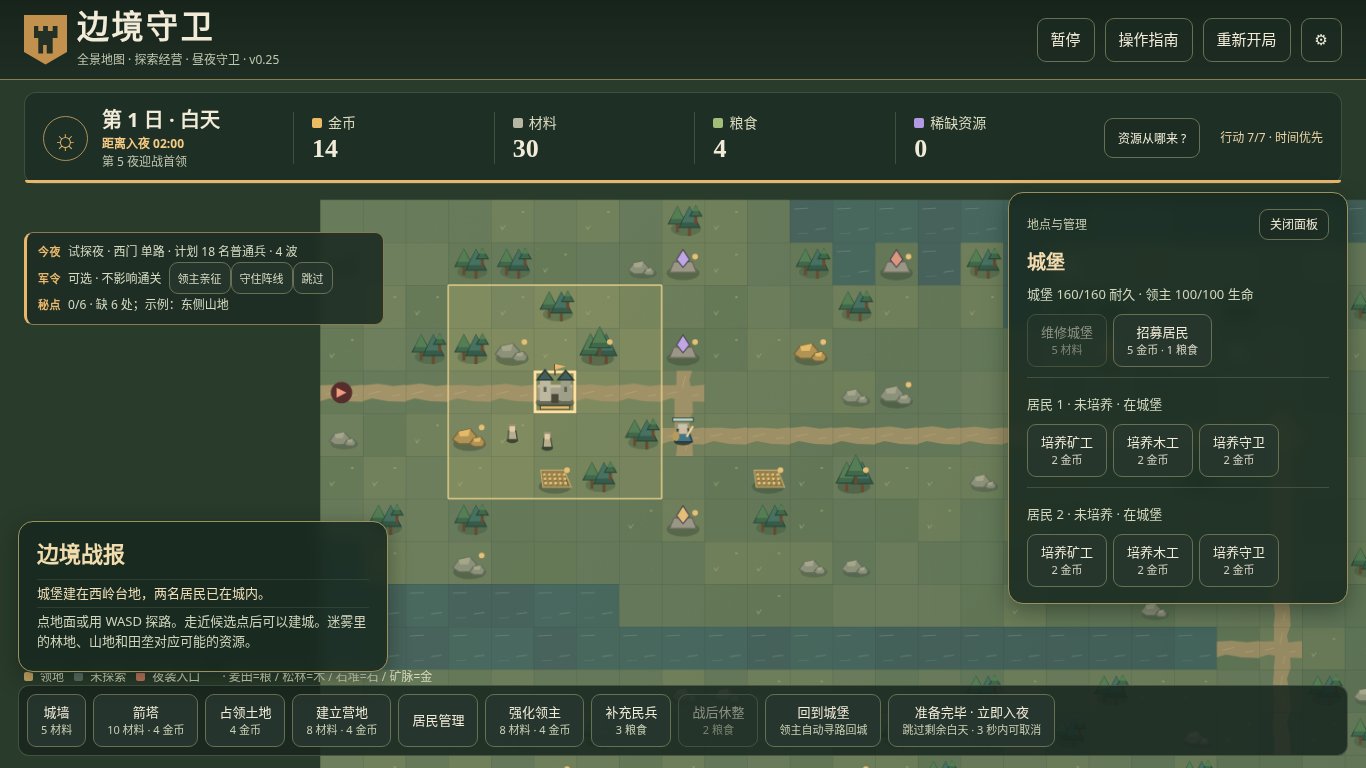 边境守卫
全景地图 · 探索经营 · 昼夜守卫 · v0.25
暂停
操作指南
重新开局
第 1 日 · 白天
距离入夜 02:00
第 5 夜迎战首领
金币
14
材料
30
粮食
4
稀缺资源
0
资源从哪来？
行动 7/7 · 时间优先
今夜 试探夜 · 西门 单路 · 计划 18 名普通兵 · 4 波
军令 可选 · 不影响通关 领主亲征 守住阵线 跳过
秘点 0/6 · 缺 6 处；示例：东侧山地
地点与管理
关闭面板
城堡
城堡 160/160 耐久 · 领主 100/100 生命
维修城堡
5 材料
招募居民
5 金币 · 1 粮食
居民 1 · 未培养 · 在城堡
培养矿工
2 金币
培养木工
2 金币
培养守卫
2 金币
居民 2 · 未培养 · 在城堡
培养矿工
2 金币
培养木工
2 金币
培养守卫
2 金币
边境战报
城堡建在西岭台地，两名居民已在城内。
点地面或用 WASD 探路。走近候选点后可以建城。迷雾里
的林地、山地和田垄对应可能的资源。
领地 未探索 夜袭入口 · 麦田=粮 / 松林=木 / 石堆=石 / 矿脉=金
城墙
5 材料
箭塔
10 材料 · 4 金币
占领土地
4 金币
建立营地
8 材料 · 4 金币
居民管理
强化领主
8 材料 · 4 金币
补充民兵
3 粮食
战后休整
2 粮食
回到城堡
领主自动寻路回城
准备完毕 · 立即入夜
跳过剩余白天 · 3 秒内可取消